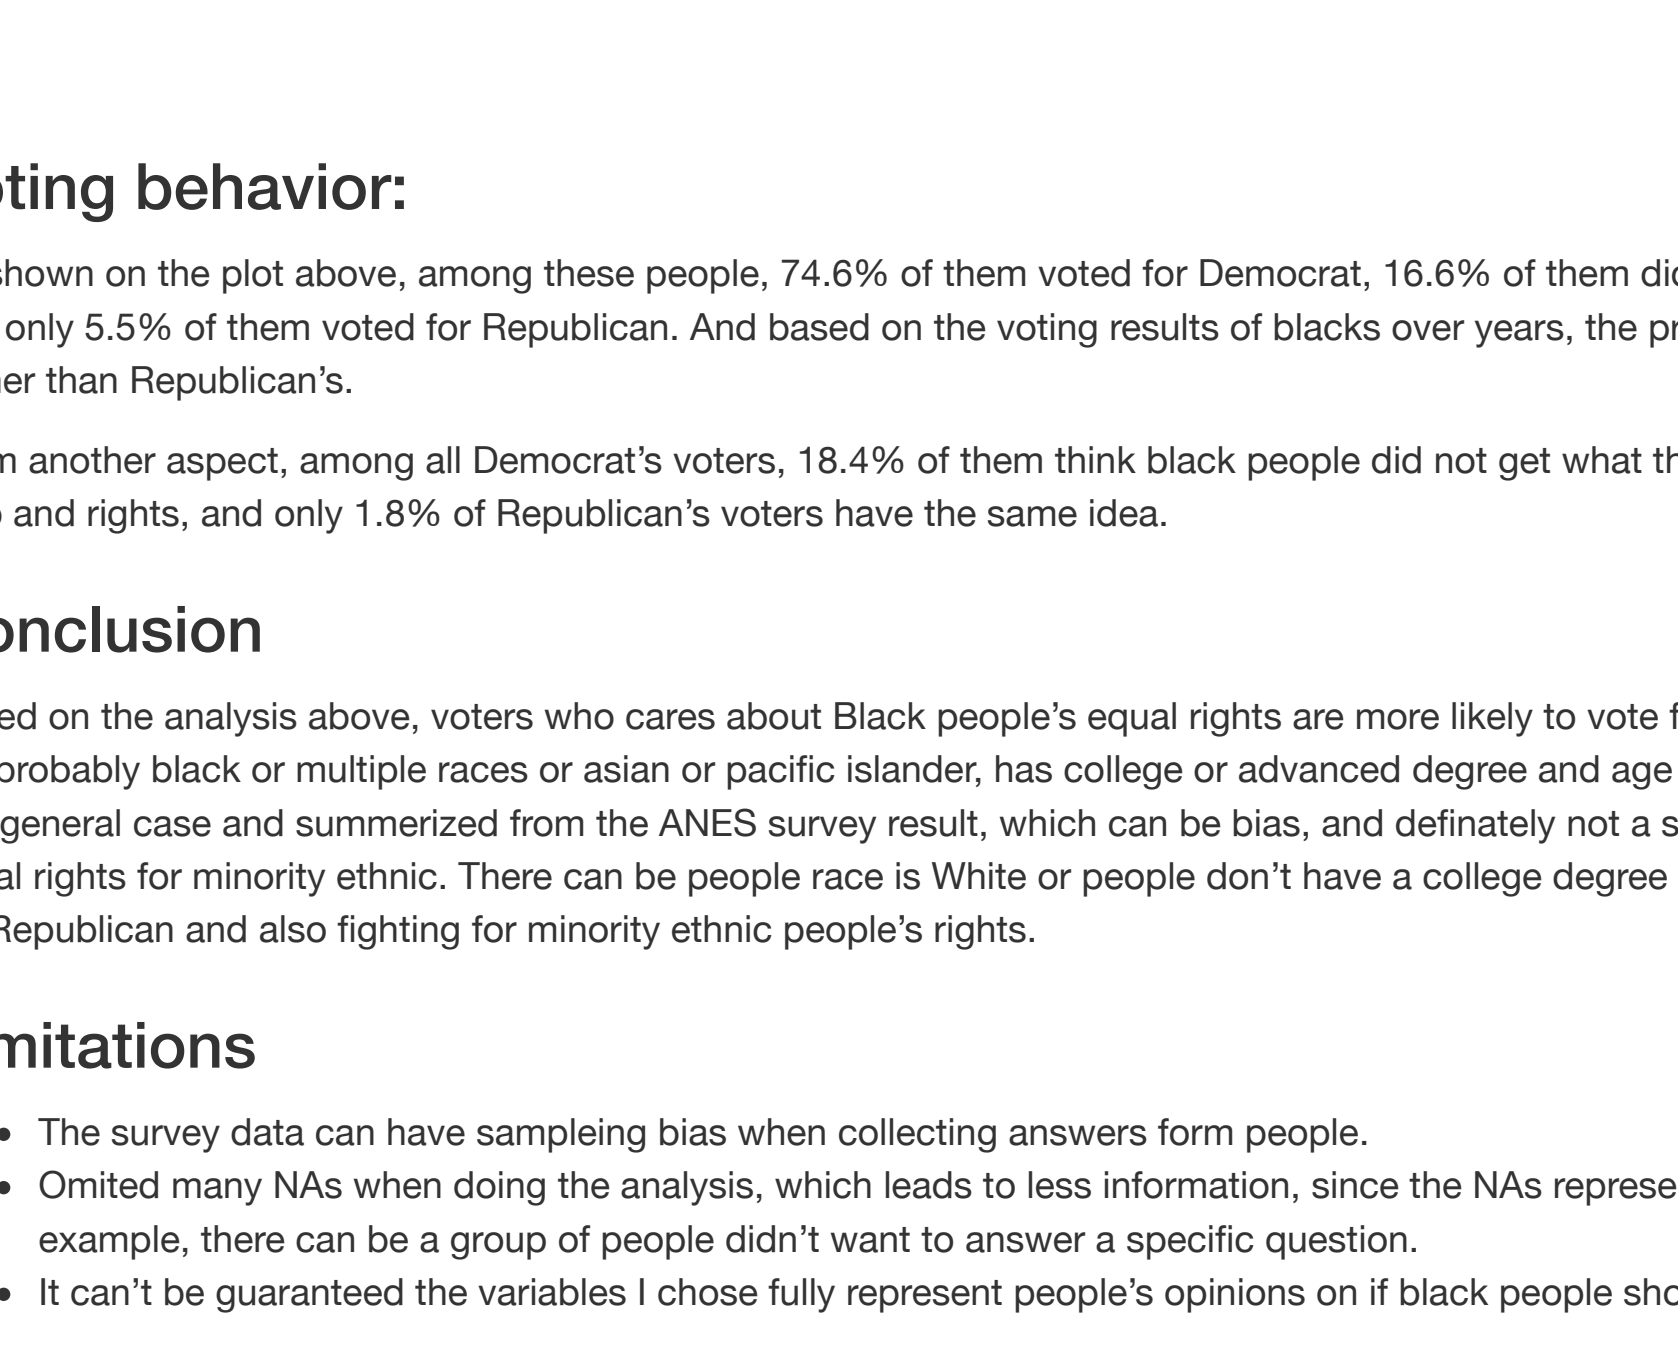 ting behavior:
shown on the plot above, among these people, 74.6% of them voted for Democrat, 16.6% of them
only 5.5% of them voted for Republican. And based on the voting results of blacks over years, the
than Republican’s.
another aspect, among all Democrat’s voters, 18.4% of them think black people did not get what
and rights, and only 1.8% of Republican’s voters have the same idea.
onclusion
ed on the analysis above, voters who cares about Black people’s equal rights are more likely to vote
probably black or multiple races or asian or pacific islander, has college or advanced degree and age
general case and summerized from the ANES survey result, which can be bias, and definately not a
al rights for minority ethnic. There can be people race is White or people don’t have a college degree
Republican and also fighting for minority ethnic people’s rights.
mitations
• The survey data can have sampleing bias when collecting answers form people.
• Omited many NAs when doing the analysis, which leads to less information, since the NAs represe
example, there can be a group of people didn’t want to answer a specific question.
• It can’t be guaranteed the variables I chose fully represent people’s opinions on if black people sho